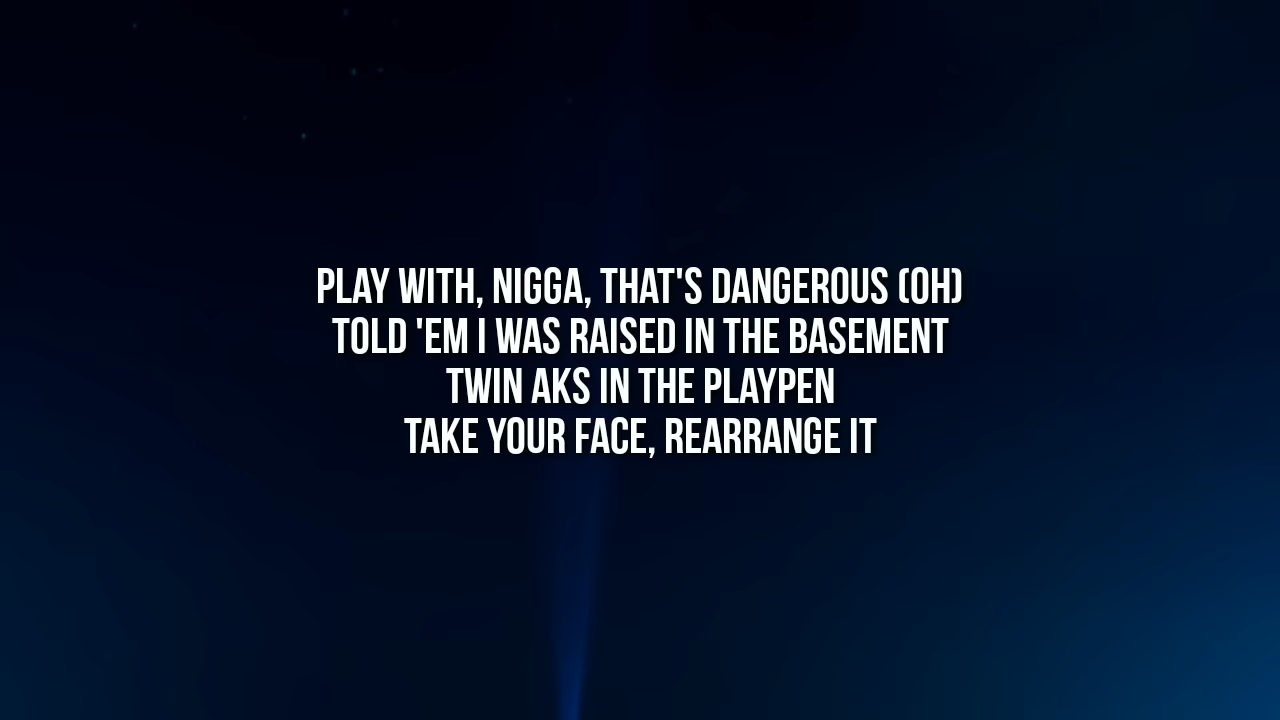 PLAY WITH, NIGGA, THAT'S DANGEROUS (OH)
TOLD 'EM I WAS RAISED IN THE BASEMENT
TWIN AKS IN THE PLAYPEN
TAKE YOUR FACE, REARRANGE IT